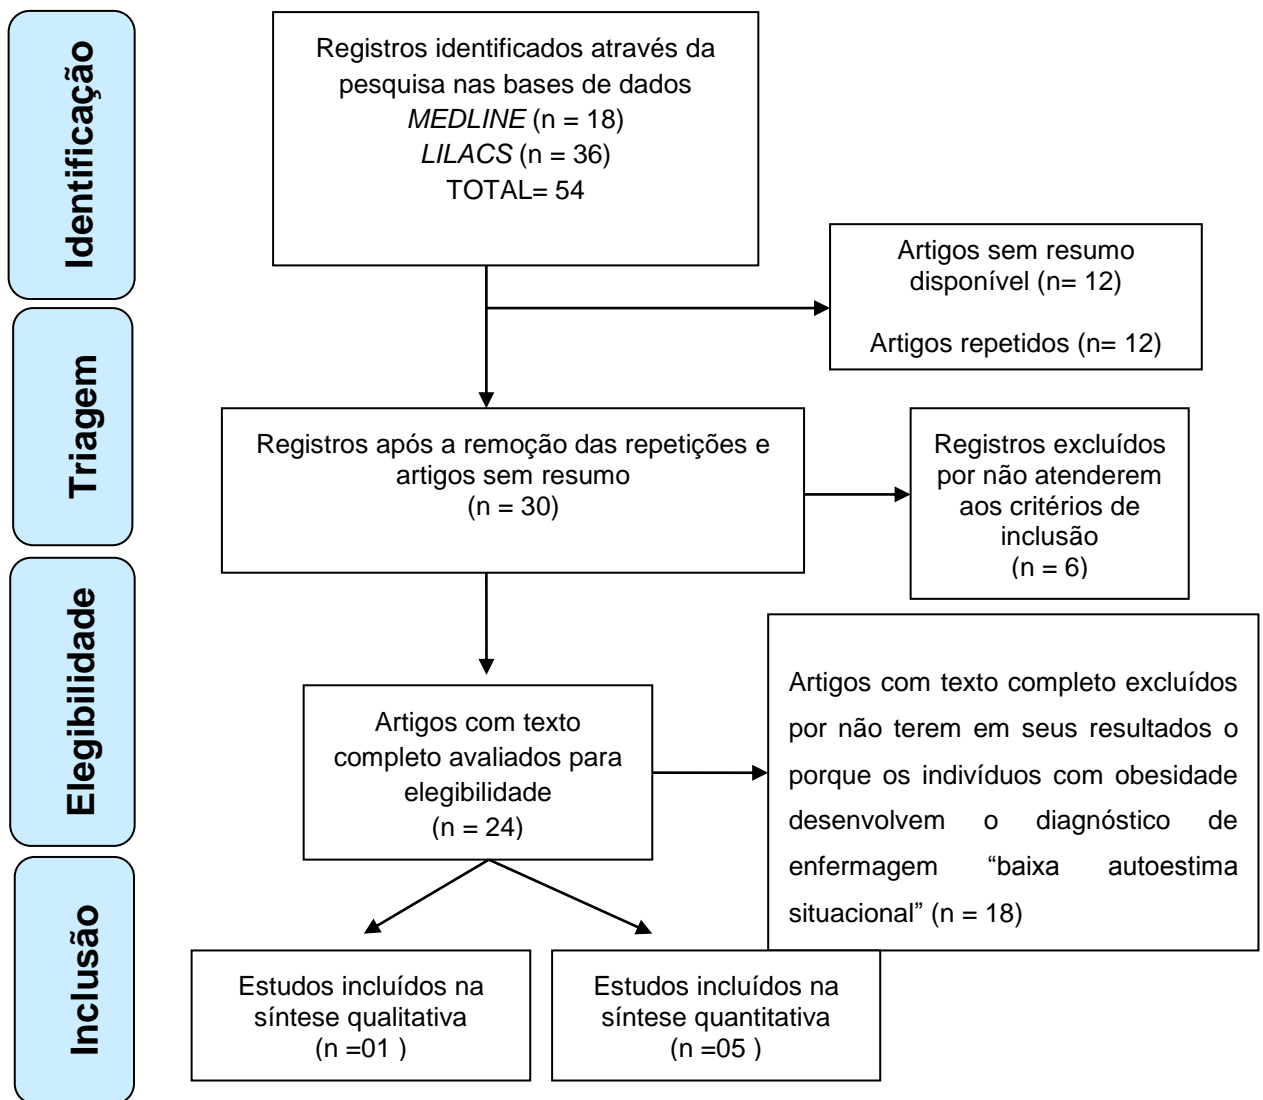 Identificação
Registros identificados através da
pesquisa nas bases de dados
MEDLINE (n = 18)
LILACS (n = 36)
TOTAL= 54
Artigos sem resumo
disponível (n= 12)
Artigos repetidos (n= 12)
Triagem
Registros após a remoção das repetições e
artigos sem resumo
(n = 30)
Registros excluídos
por não atenderem
aos critérios de
inclusão
(n = 6)
Elegibilidade
Artigos com texto
completo avaliados para
elegibilidade
(n = 24)
Artigos com texto completo excluídos
por não terem em seus resultados o
porque os indivíduos com obesidade
desenvolvem o diagnóstico de
enfermagem “baixa autoestima
situacional” (n = 18)
Inclusão
Estudos incluídos na
síntese qualitativa
(n =01 )
Estudos incluídos na
síntese quantitativa
(n =05 )